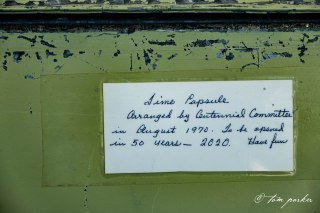 Time Capsule
Arranged by Centennial Committee
in August 1970. To be opened
in 50 years — 2020. Have fun
© tom parker